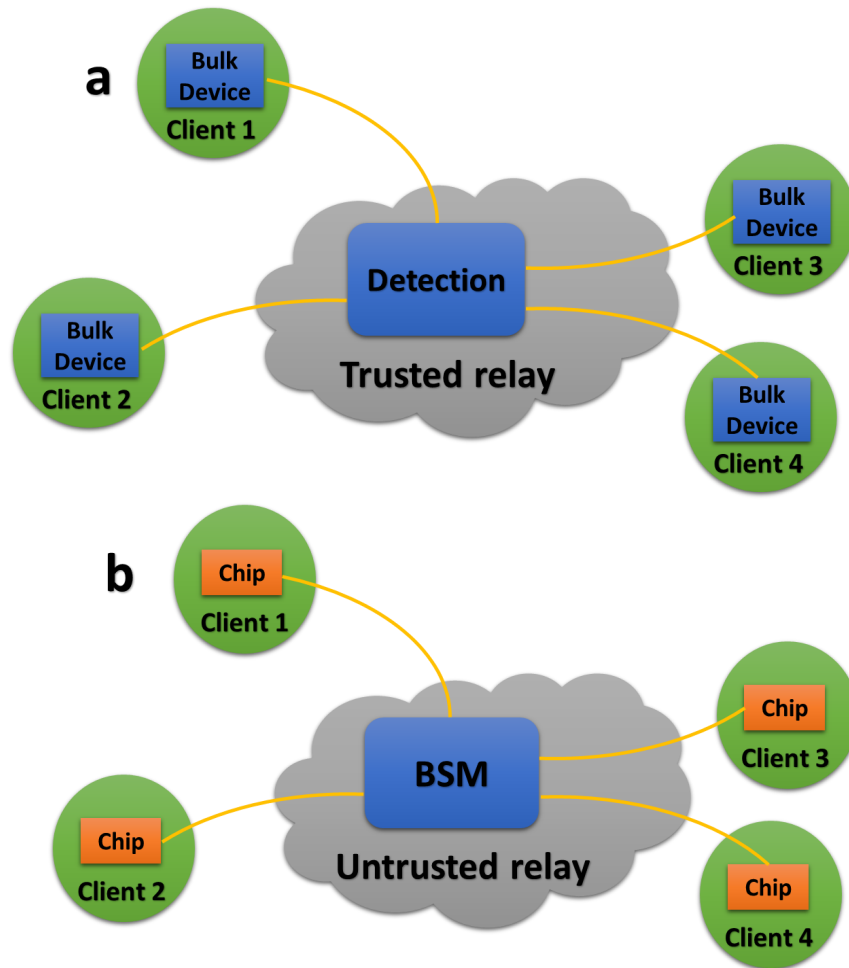 a
Bulk
Device
Client 1
Bulk
Device
Client 3
Detection
Bulk
Device
Client 2
Trusted relay
Bulk
Device
Client 4
b
Chip
Client 1
Chip
Client 3
BSM
Chip
Client 2
Untrusted relay
Chip
Client 4